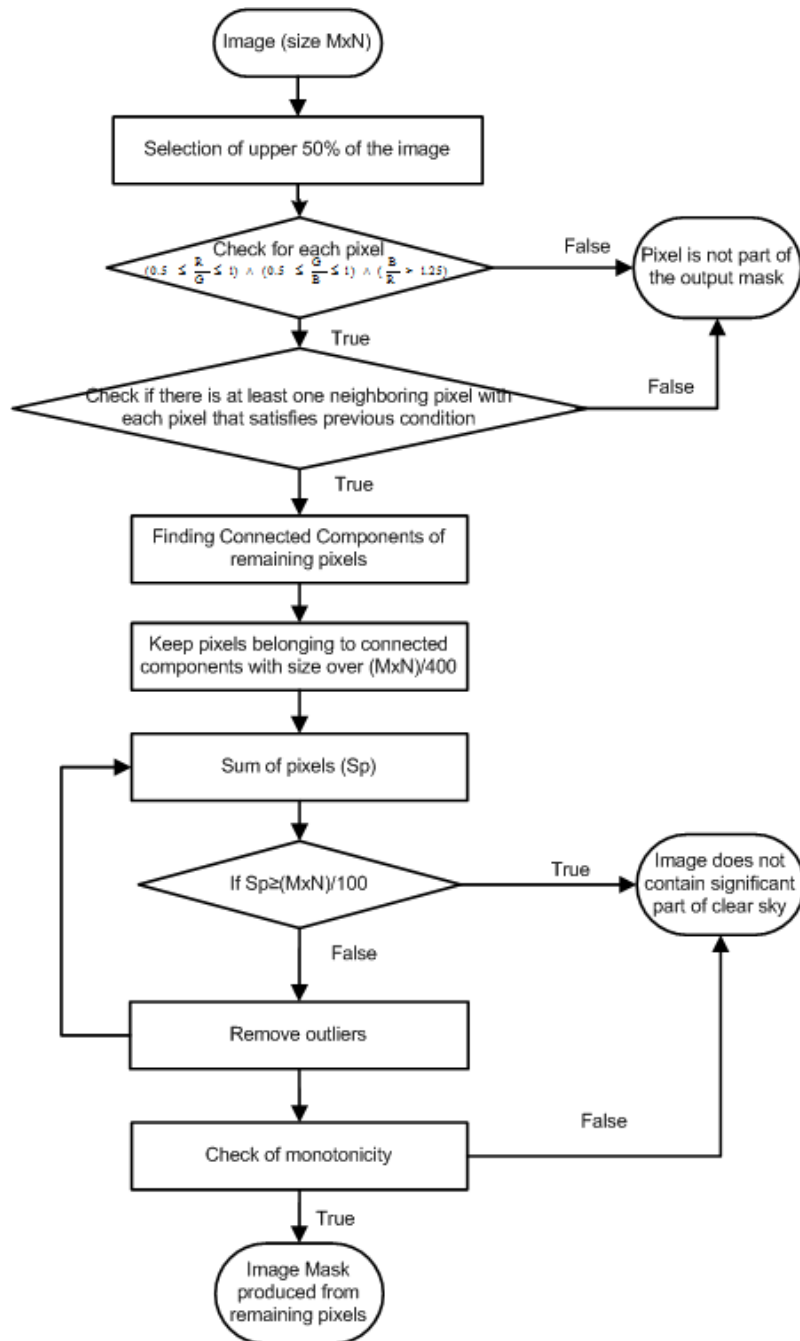 Image (size MxN)
Selection of upper 50% of the image
Check for each pixel
(0.5 ≤ R/G ≤ 1) ∧ (0.5 ≤ G/B ≤ 1) ∧ (B/R > 1.25)
False
Pixel is not part of
the output mask
True
Check if there is at least one neighboring pixel with
each pixel that satisfies previous condition
False
True
Finding Connected Components of
remaining pixels
Keep pixels belonging to connected
components with size over (MxN)/400
Sum of pixels (Sp)
If Sp≥(MxN)/100
True
Image does not
contain significant
part of clear sky
False
Remove outliers
Check of monotonicity
False
True
Image Mask
produced from
remaining pixels